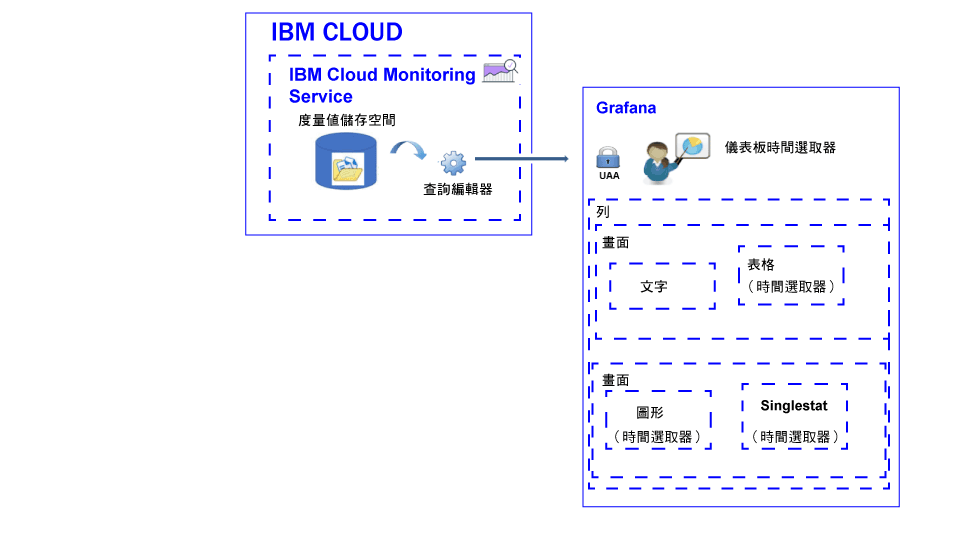 IBM CLOUD
IBM Cloud Monitoring
Service
度量值儲存空間
查詢編輯器
Grafana
UAA
儀表板時間選取器
列
畫面
文字
表格
（時間選取器）
畫面
圖形
（時間選取器）
Singlestat
（時間選取器）